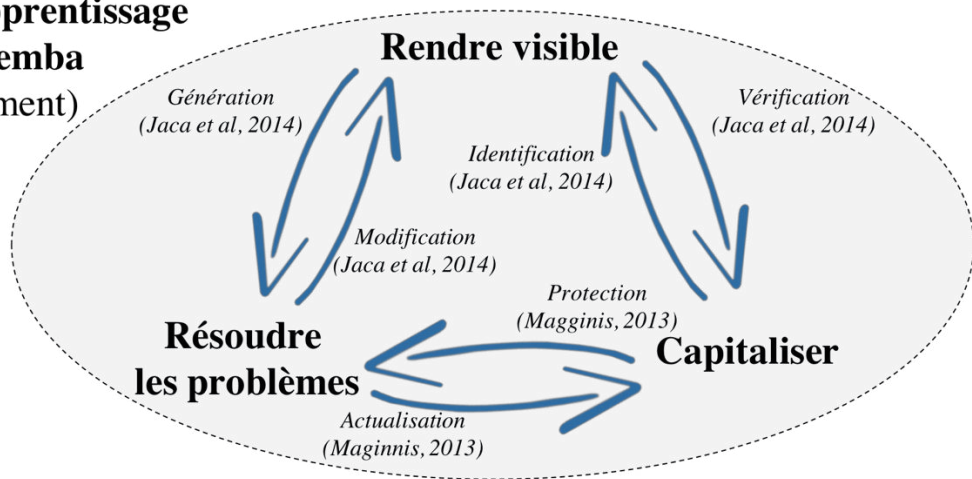 pprentissage
emba
ment)
Rendre visible
Génération
(Jaca et al, 2014)
Vérification
(Jaca et al, 2014)
Identification
(Jaca et al, 2014)
Modification
(Jaca et al, 2014)
Protection
(Magginis, 2013)
Résoudre
les problèmes
Capitaliser
Actualisation
(Maginnis, 2013)